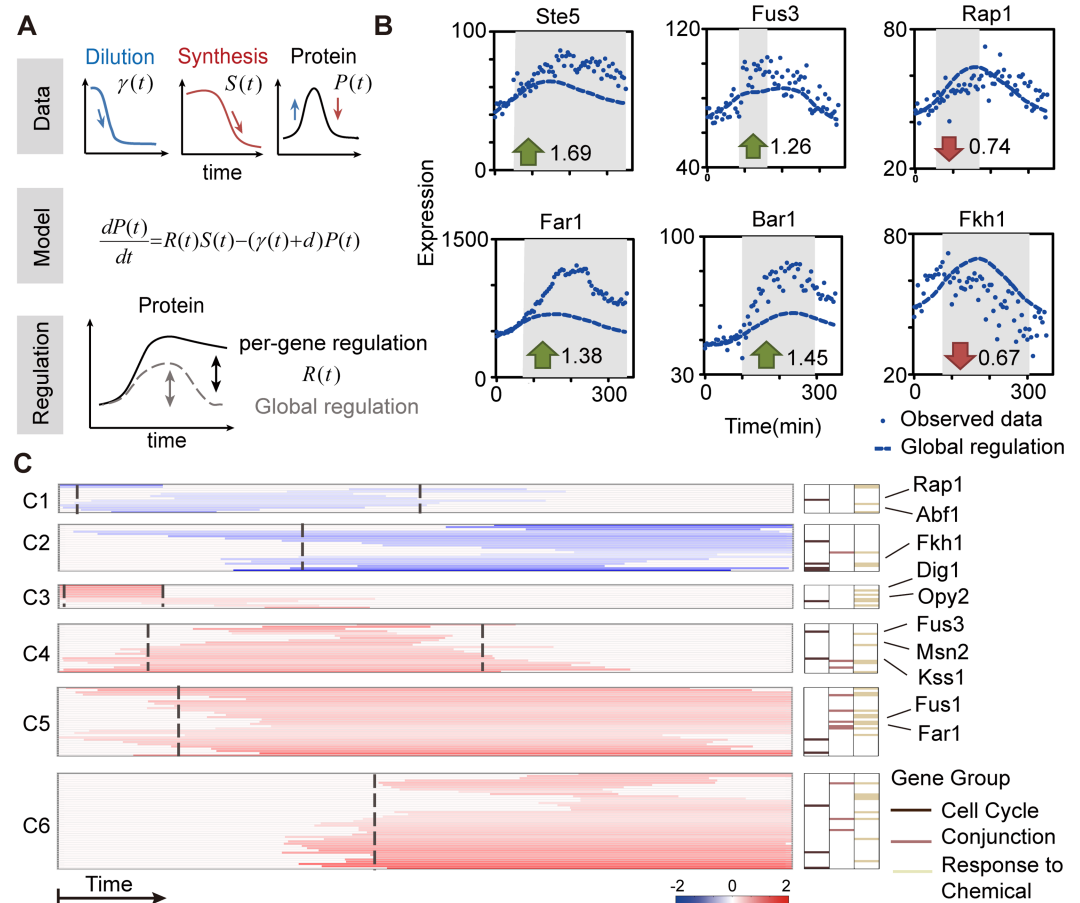 A
Data
Dilution
γ(t)
Synthesis
S(t)
Protein
P(t)
time
Model
dP(t)/dt=R(t)S(t)−(γ(t)+d)P(t)
Regulation
Protein
per-gene regulation
R(t)
Global regulation
time
B
Expression
Ste5
100
0
1.69
Fus3
120
40
0
1.26
Rap1
80
20
0
0.74
Far1
1500
0
0 300
1.38
Bar1
100
30
0 300
1.45
Fkh1
80
20
0 300
0.67
Time(min)
Observed data
Global regulation
C
C1
Rap1
Abf1
C2
Fkh1
C3
Dig1
Opy2
C4
Fus3
Msn2
Kss1
C5
Fus1
Far1
C6
Gene Group
Cell Cycle
Conjunction
Response to
Chemical
Time
-2 0 2